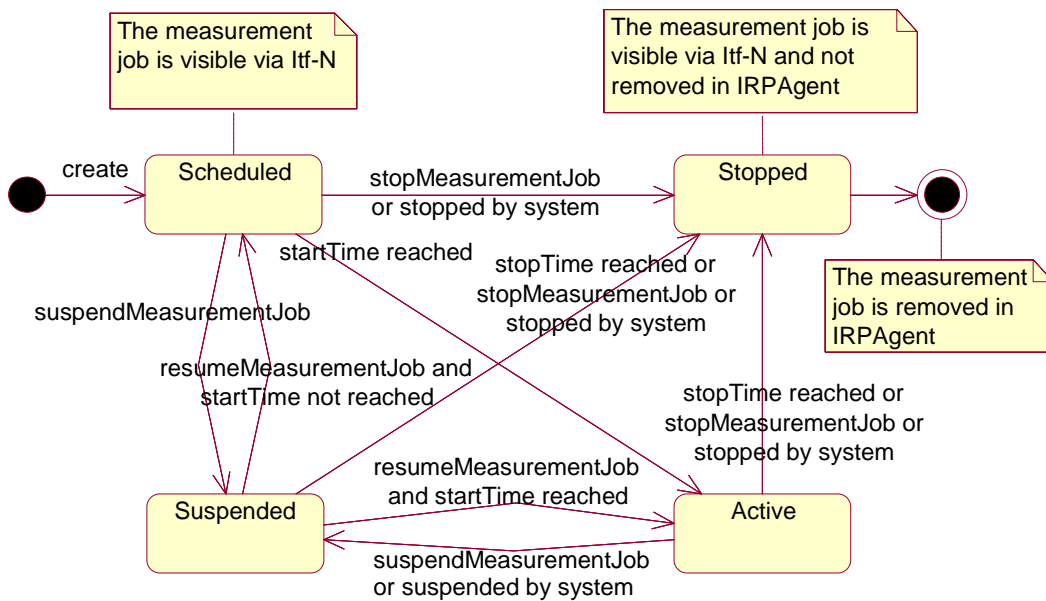 The measurement
job is visible via Itf-N
The measurement job is
visible via Itf-N and not
removed in IRPAgent
create
Scheduled
stopMeasurementJob
or stopped by system
Stopped
startTime reached
stopTime reached or
stopMeasurementJob or
stopped by system
The measurement
job is removed in
IRPAgent
suspendMeasurementJob
resumeMeasurementJob and
startTime not reached
stopTime reached or
stopMeasurementJob or
stopped by system
resumeMeasurementJob
and startTime reached
Suspended
Active
suspendMeasurementJob
or suspended by system